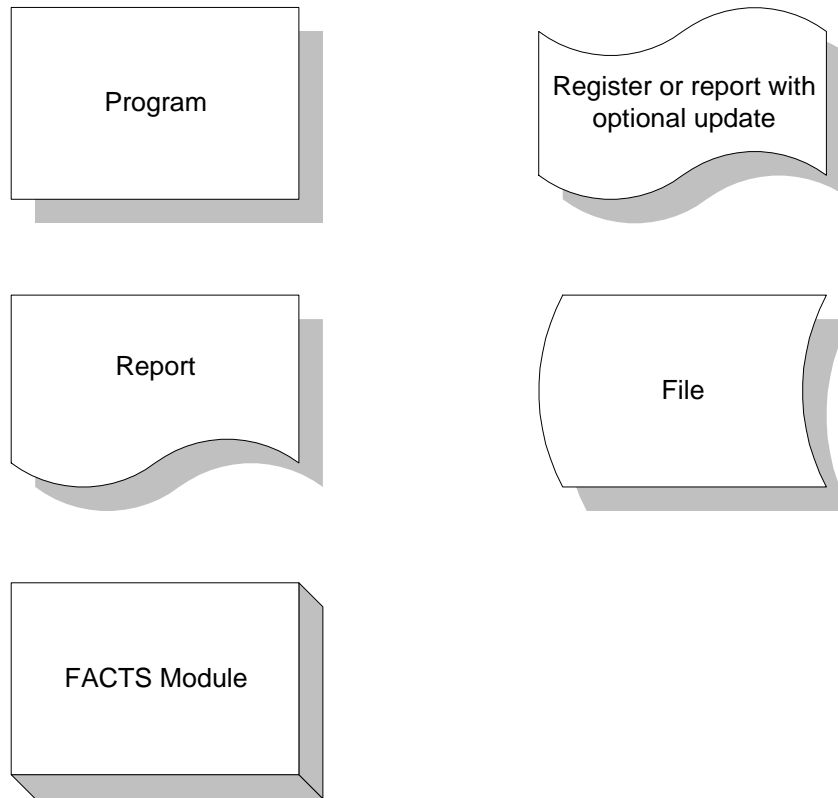 Program
Register or report with
optional update
Report
File
FACTS Module